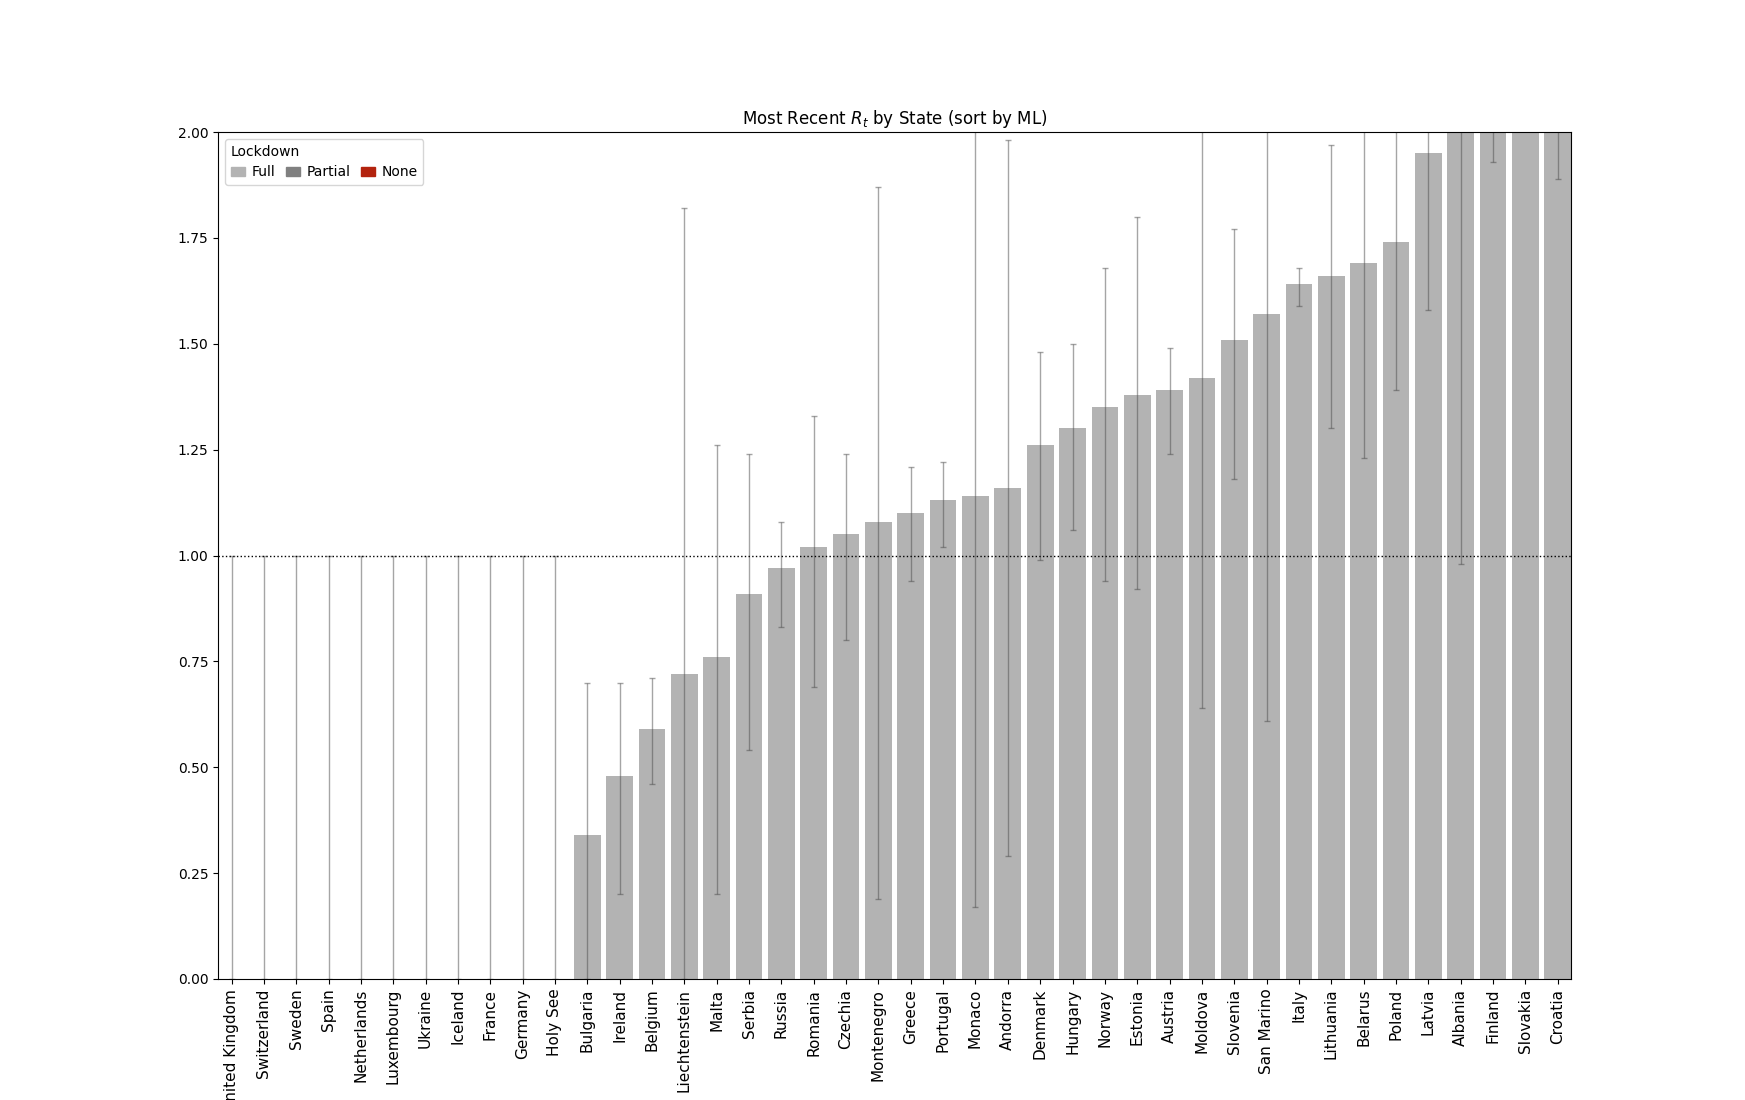 Most Recent Rt by State (sort by ML)
2.00
Lockdown
Full Partial None
1.75
1.50
1.25
1.00
0.75
0.50
0.25
0.00
nited Kingdom
Switzerland
Sweden
Spain
Netherlands
Luxembourg
Ukraine
Iceland
France
Germany
Holy See
Bulgaria
Ireland
Belgium
Liechtenstein
Malta
Serbia
Russia
Romania
Czechia
Montenegro
Greece
Portugal
Monaco
Andorra
Denmark
Hungary
Norway
Estonia
Austria
Moldova
Slovenia
San Marino
Italy
Lithuania
Belarus
Poland
Latvia
Albania
Finland
Slovakia
Croatia